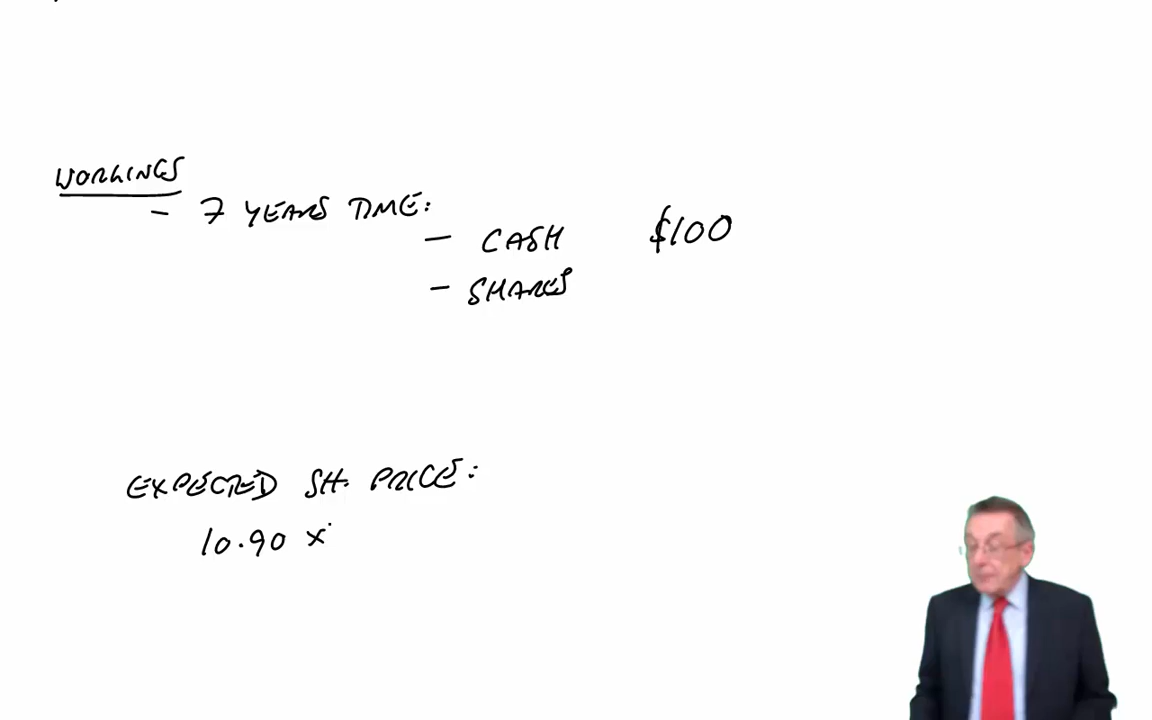 WORKINGS
- 7 YEARS TIME:
- CASH $100
- SHARES
EXPECTED SH. PRICE:
10.90 x